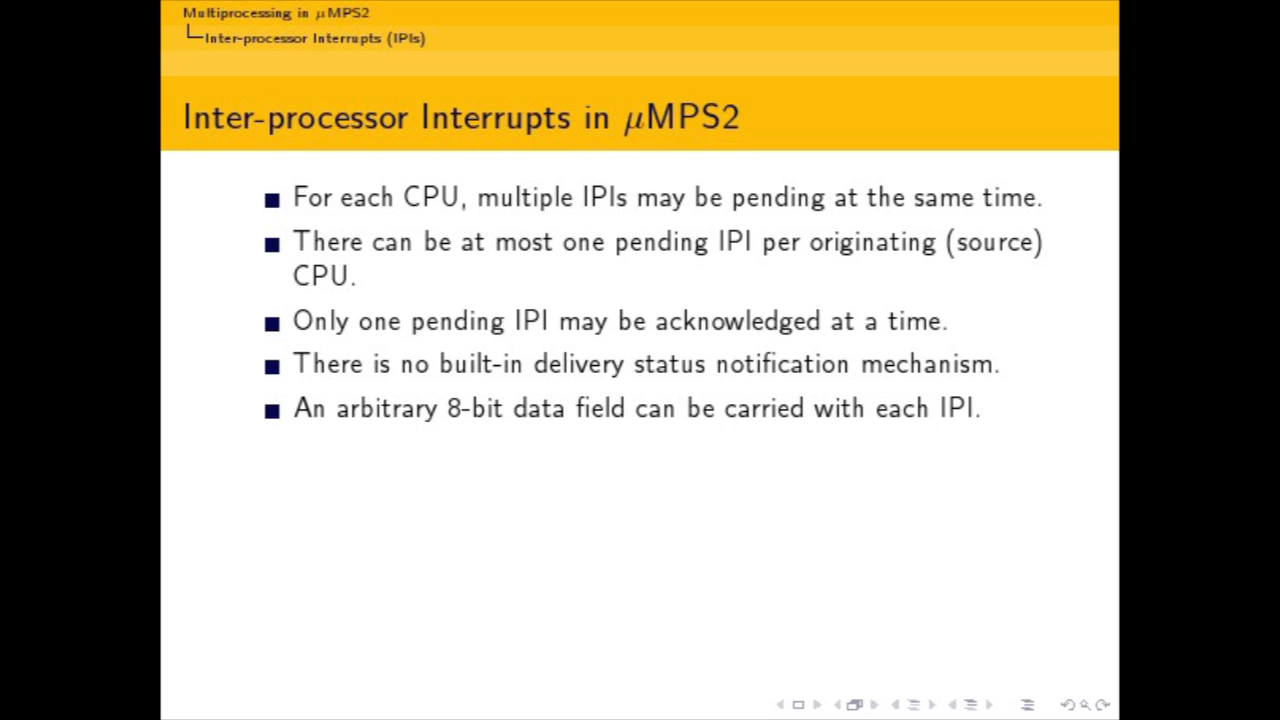 Multiprocessing in μMPS2
Inter-processor Interrupts (IPIs)
Inter-processor Interrupts in μMPS2
For each CPU, multiple IPIs may be pending at the same time.
There can be at most one pending IPI per originating (source)
CPU.
Only one pending IPI may be acknowledged at a time.
There is no built-in delivery status notification mechanism.
An arbitrary 8-bit data field can be carried with each IPI.